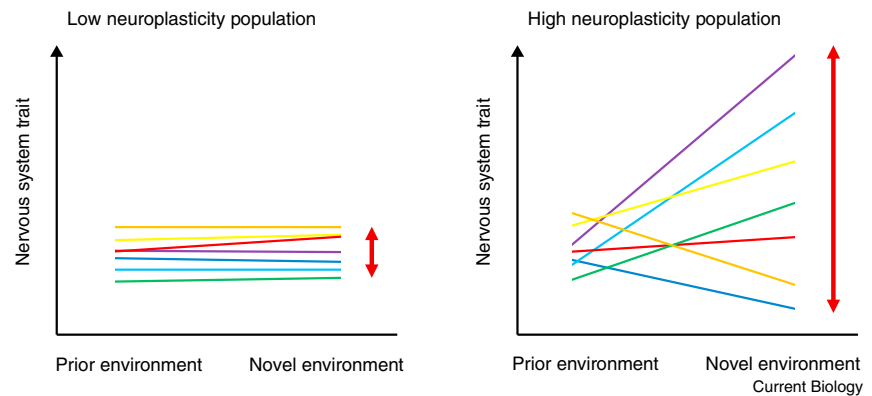 Low neuroplasticity population
High neuroplasticity population
Nervous system trait
Nervous system trait
Prior environment
Novel environment
Prior environment
Novel environment
Current Biology